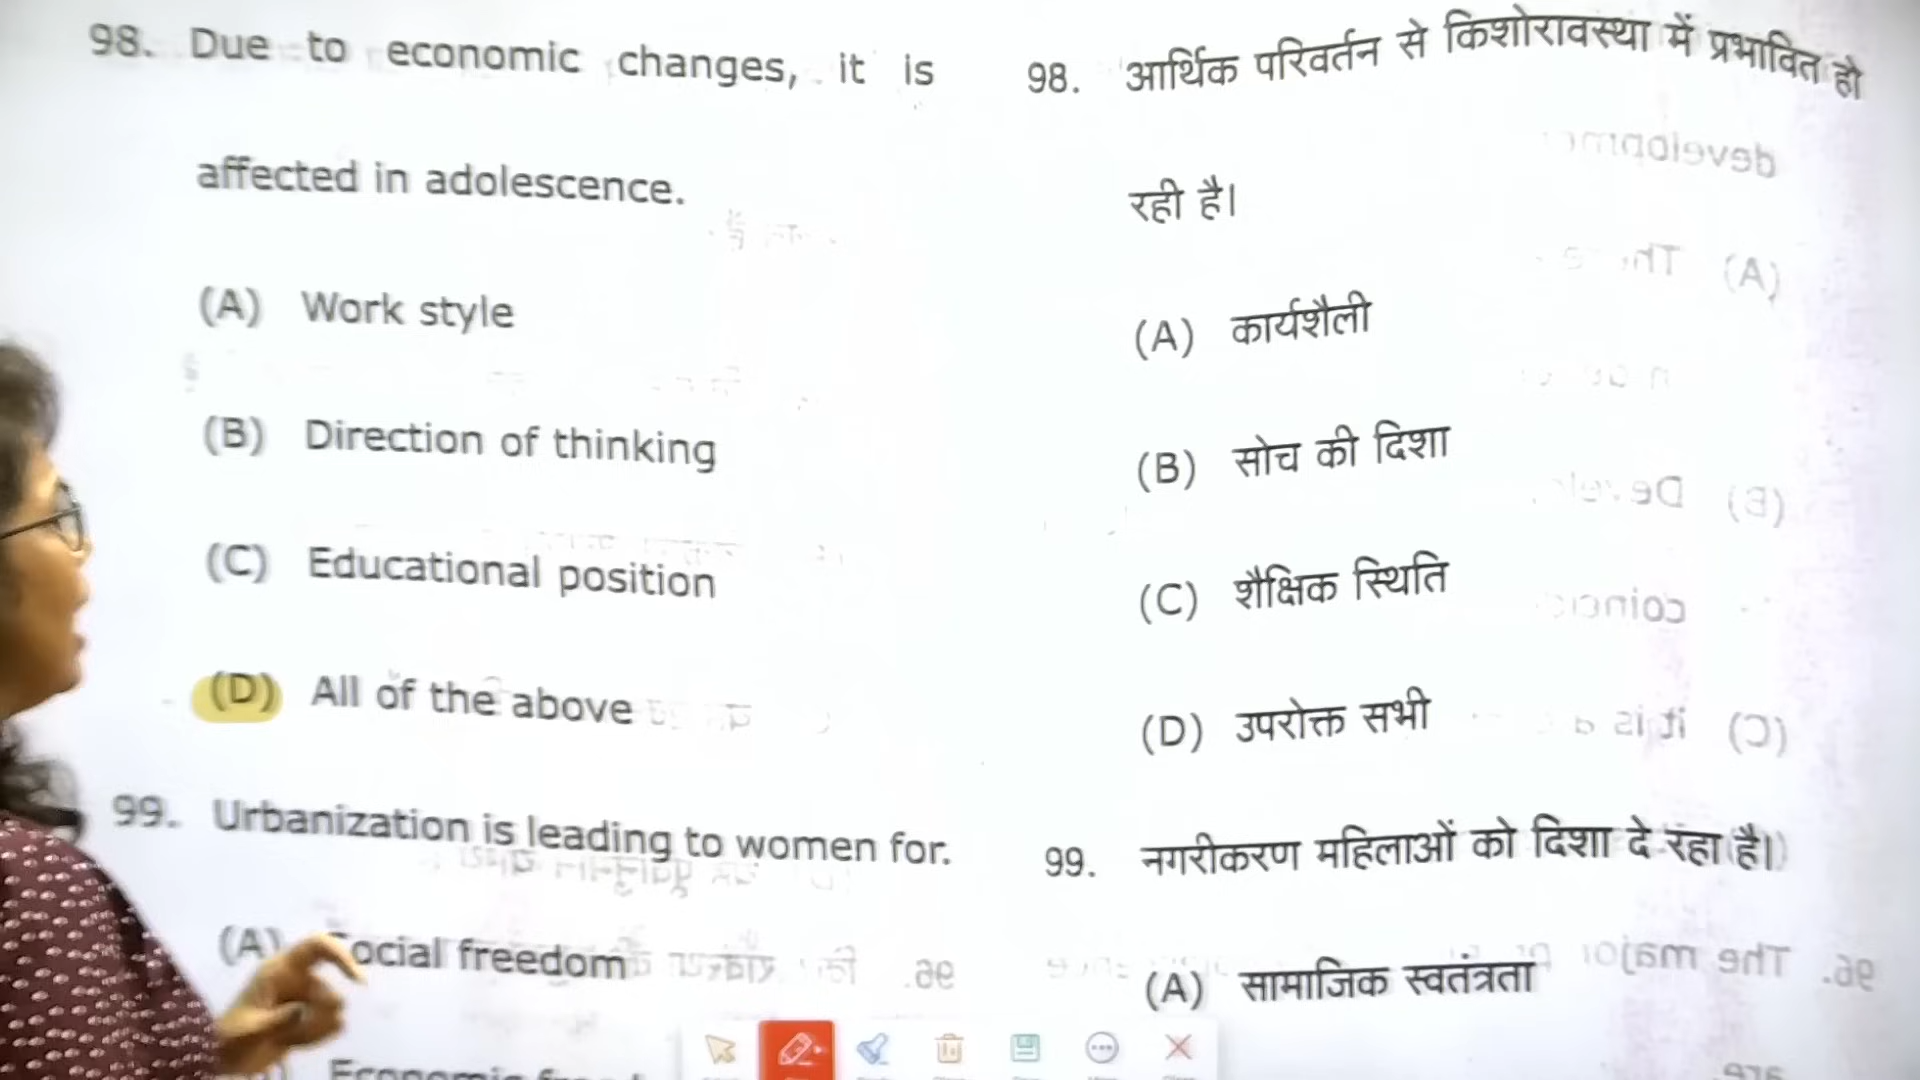 98. Due to economic changes, it is
affected in adolescence.
(A) Work style
(B) Direction of thinking
(C) Educational position
(D) All of the above
99. Urbanization is leading to women for.
(A) Social freedom
Economic
98. आर्थिक परिवर्तन से किशोरावस्था में प्रभावित हो
रही है।
(A) कार्यशैली
(B) सोच की दिशा
(C) शैक्षिक स्थिति
(D) उपरोक्त सभी
99. नगरीकरण महिलाओं को दिशा दे रहा है।
(A) सामाजिक स्वतंत्रता